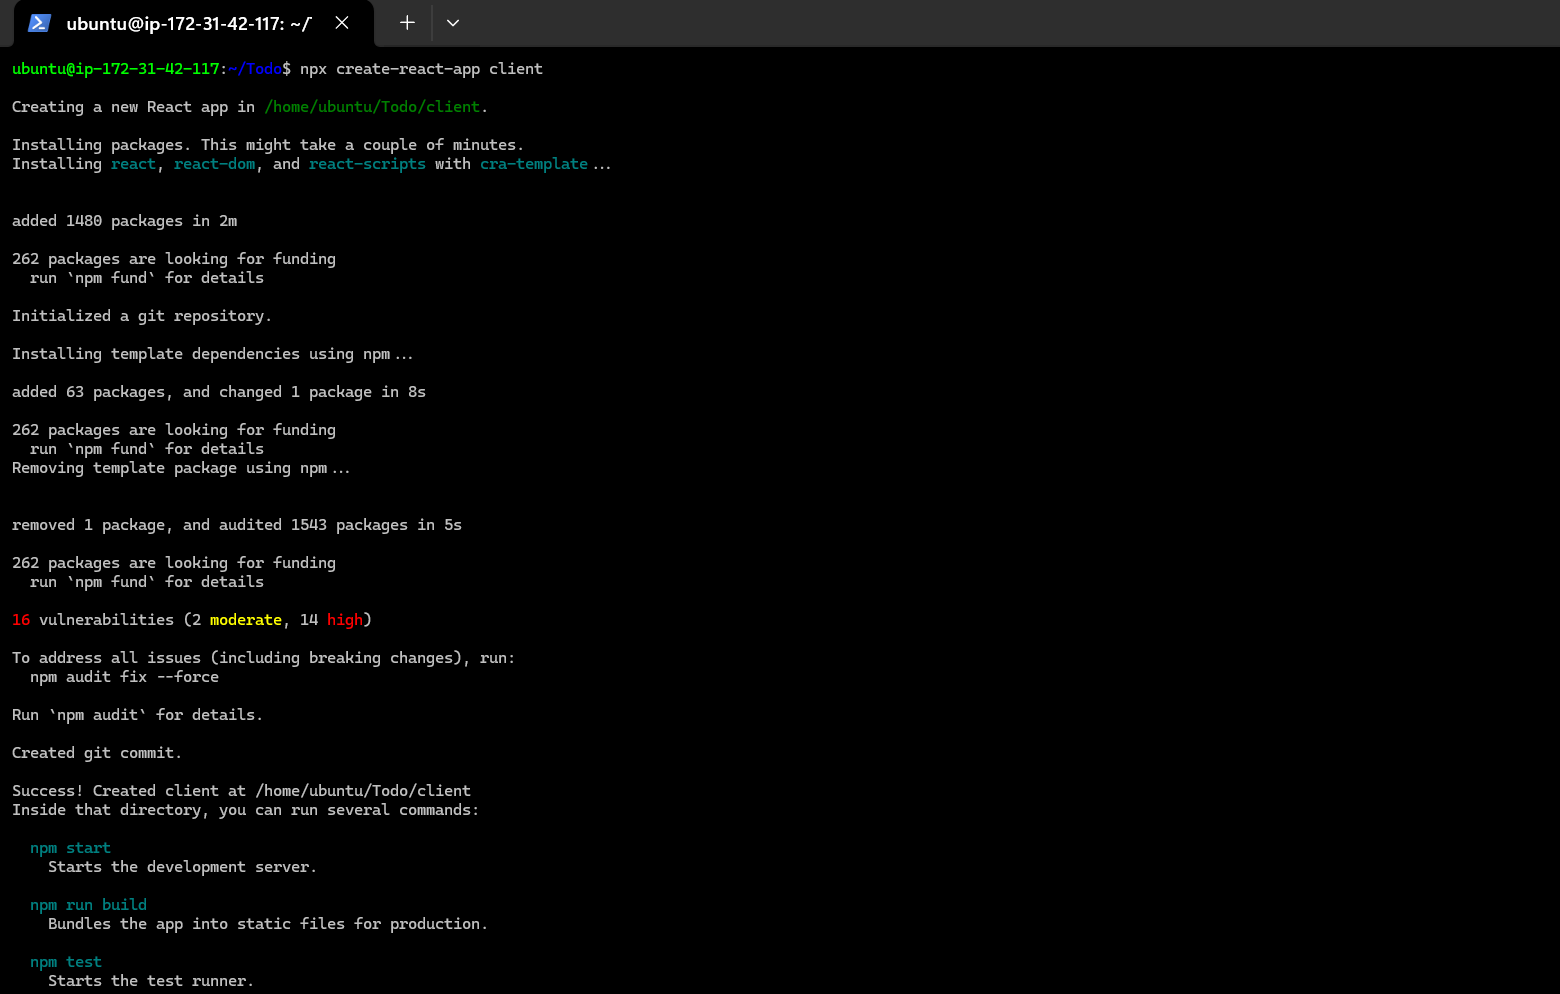 ubuntu@ip-172-31-42-117: ~/T
ubuntu@ip-172-31-42-117:~/Todo$ npx create-react-app client
Creating a new React app in /home/ubuntu/Todo/client.
Installing packages. This might take a couple of minutes.
Installing react, react-dom, and react-scripts with cra-template...
added 1480 packages in 2m
262 packages are looking for funding
  run `npm fund` for details
Initialized a git repository.
Installing template dependencies using npm...
added 63 packages, and changed 1 package in 8s
262 packages are looking for funding
  run `npm fund` for details
Removing template package using npm...
removed 1 package, and audited 1543 packages in 5s
262 packages are looking for funding
  run `npm fund` for details
16 vulnerabilities (2 moderate, 14 high)
To address all issues (including breaking changes), run:
  npm audit fix --force
Run `npm audit` for details.
Created git commit.
Success! Created client at /home/ubuntu/Todo/client
Inside that directory, you can run several commands:
  npm start
    Starts the development server.
  npm run build
    Bundles the app into static files for production.
  npm test
    Starts the test runner.